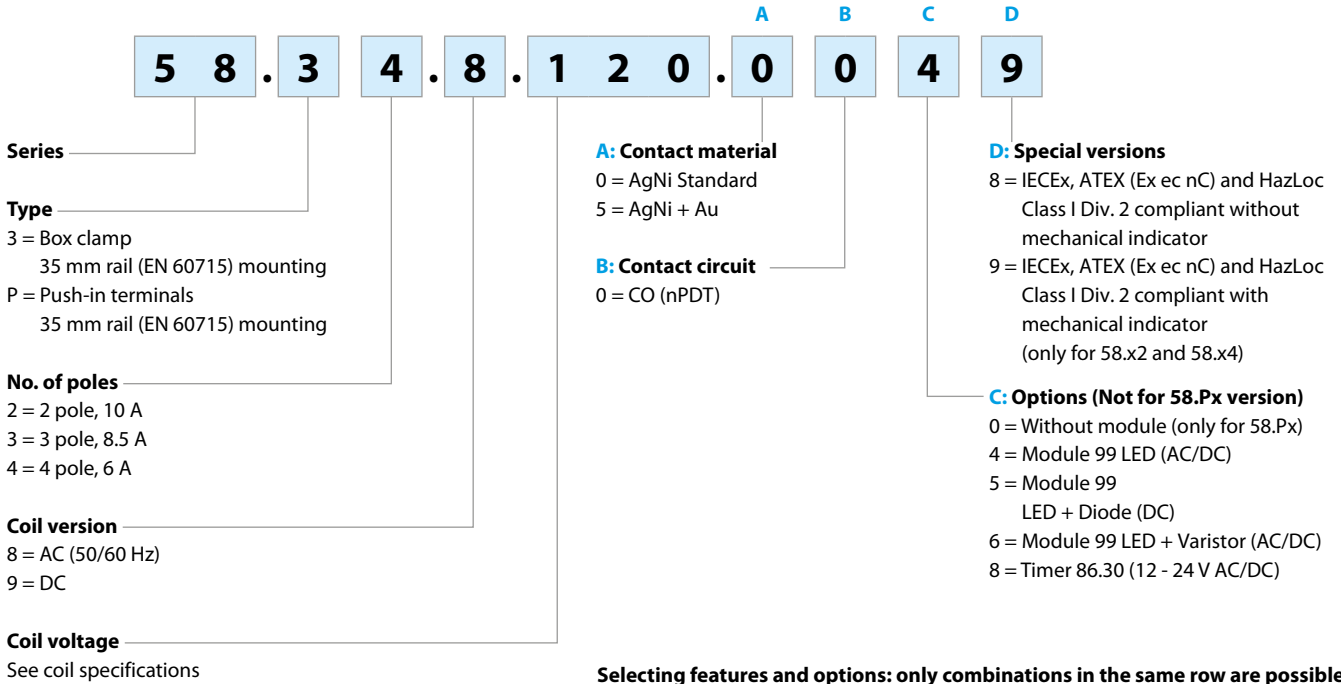 A B C D
5 8 . 3 4 . 8 . 1 2 0 . 0 0 4 9
Series
Type
3 = Box clamp
35 mm rail (EN 60715) mounting
P = Push-in terminals
35 mm rail (EN 60715) mounting
No. of poles
2 = 2 pole, 10 A
3 = 3 pole, 8.5 A
4 = 4 pole, 6 A
Coil version
8 = AC (50/60 Hz)
9 = DC
Coil voltage
See coil specifications
A: Contact material
0 = AgNi Standard
5 = AgNi + Au
B: Contact circuit
0 = CO (nPDT)
D: Special versions
8 = IECEx, ATEX (Ex ec nC) and HazLoc
Class I Div. 2 compliant without
mechanical indicator
9 = IECEx, ATEX (Ex ec nC) and HazLoc
Class I Div. 2 compliant with
mechanical indicator
(only for 58.x2 and 58.x4)
C: Options (Not for 58.Px version)
0 = Without module (only for 58.Px)
4 = Module 99 LED (AC/DC)
5 = Module 99
LED + Diode (DC)
6 = Module 99 LED + Varistor (AC/DC)
8 = Timer 86.30 (12 - 24 V AC/DC)
Selecting features and options: only combinations in the same row are possible